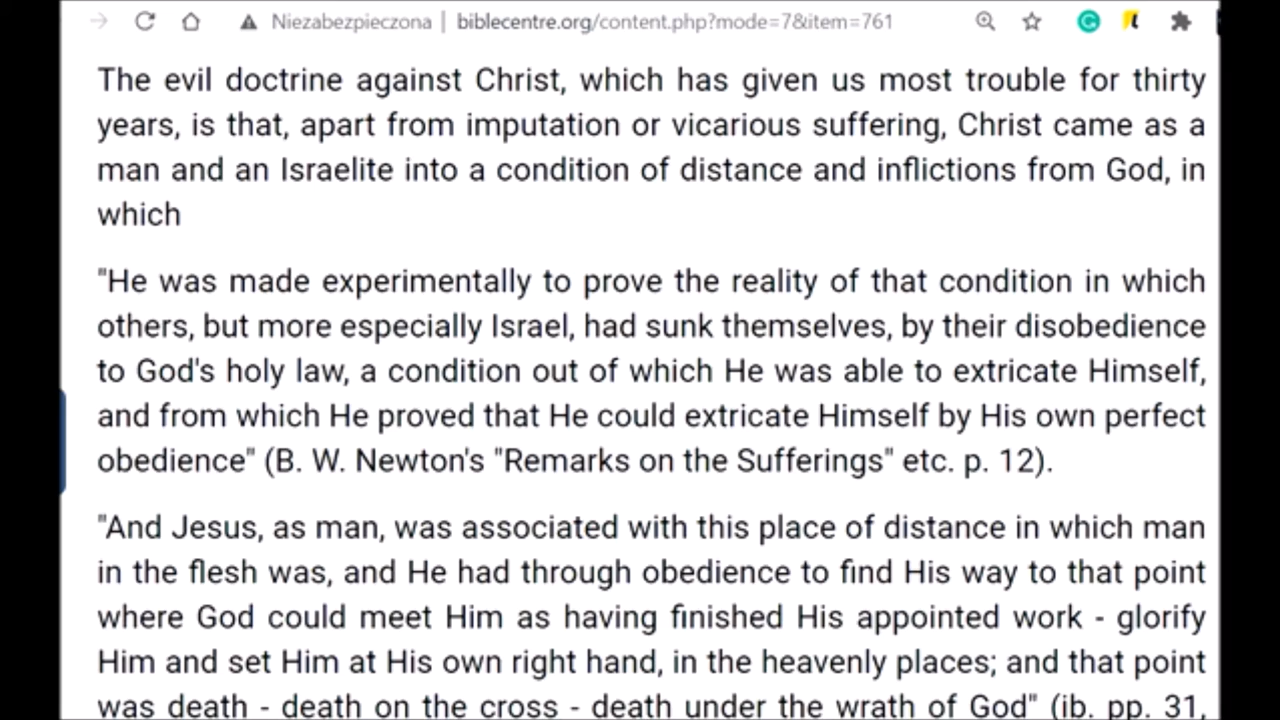 Niezabezpieczona | biblecentre.org/content.php?mode=7&item=761
The evil doctrine against Christ, which has given us most trouble for thirty
years, is that, apart from imputation or vicarious suffering, Christ came as a
man and an Israelite into a condition of distance and inflictions from God, in
which
"He was made experimentally to prove the reality of that condition in which
others, but more especially Israel, had sunk themselves, by their disobedience
to God's holy law, a condition out of which He was able to extricate Himself,
and from which He proved that He could extricate Himself by His own perfect
obedience" (B. W. Newton's "Remarks on the Sufferings" etc. p. 12).
"And Jesus, as man, was associated with this place of distance in which man
in the flesh was, and He had through obedience to find His way to that point
where God could meet Him as having finished His appointed work - glorify
Him and set Him at His own right hand, in the heavenly places; and that point
was death - death on the cross - death under the wrath of God" (ib. pp. 31,